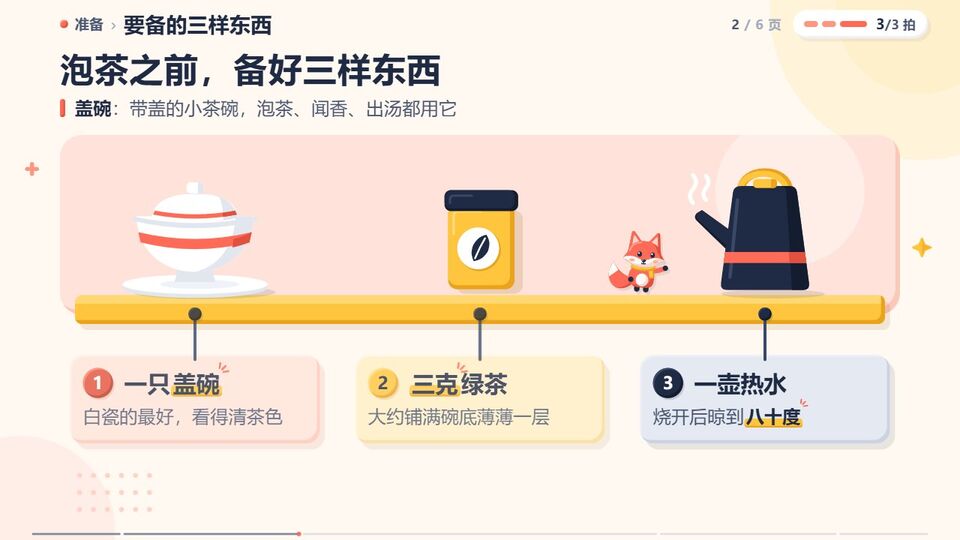 准备 › 要备的三样东西
2 / 6 页
3/3 拍
泡茶之前，备好三样东西
盖碗：带盖的小茶碗，泡茶、闻香、出汤都用它
1 一只盖碗
白瓷的最好，看得清茶色
2 三克绿茶
大约铺满碗底薄薄一层
3 一壶热水
烧开后晾到八十度